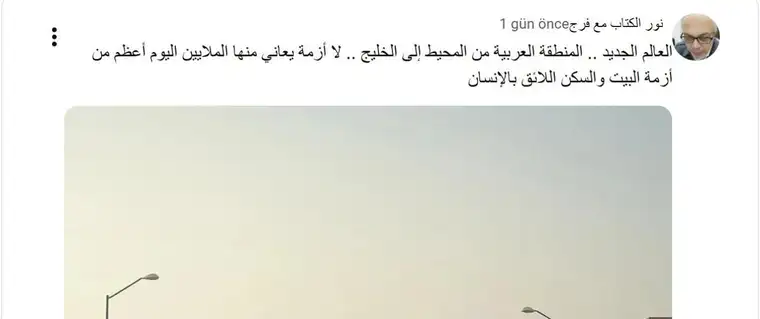 نور الكتاب مع فرج 1 gün önce
العالم الجديد .. المنطقة العربية من المحيط إلى الخليج .. لا أزمة يعاني منها الملايين اليوم أعظم من
أزمة البيت والسكن اللائق بالإنسان